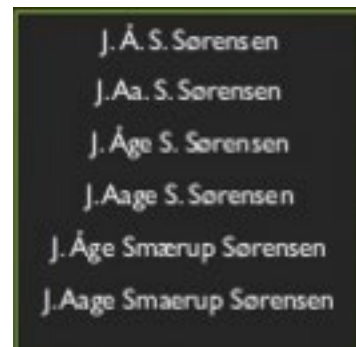 J. Å. S. Sørensen
J. Aa. S. Sørensen
J. Åge S. Sørensen
J. Aage S. Sørensen
J. Åge Smærup Sørensen
J. Aage Smaerup Sørensen